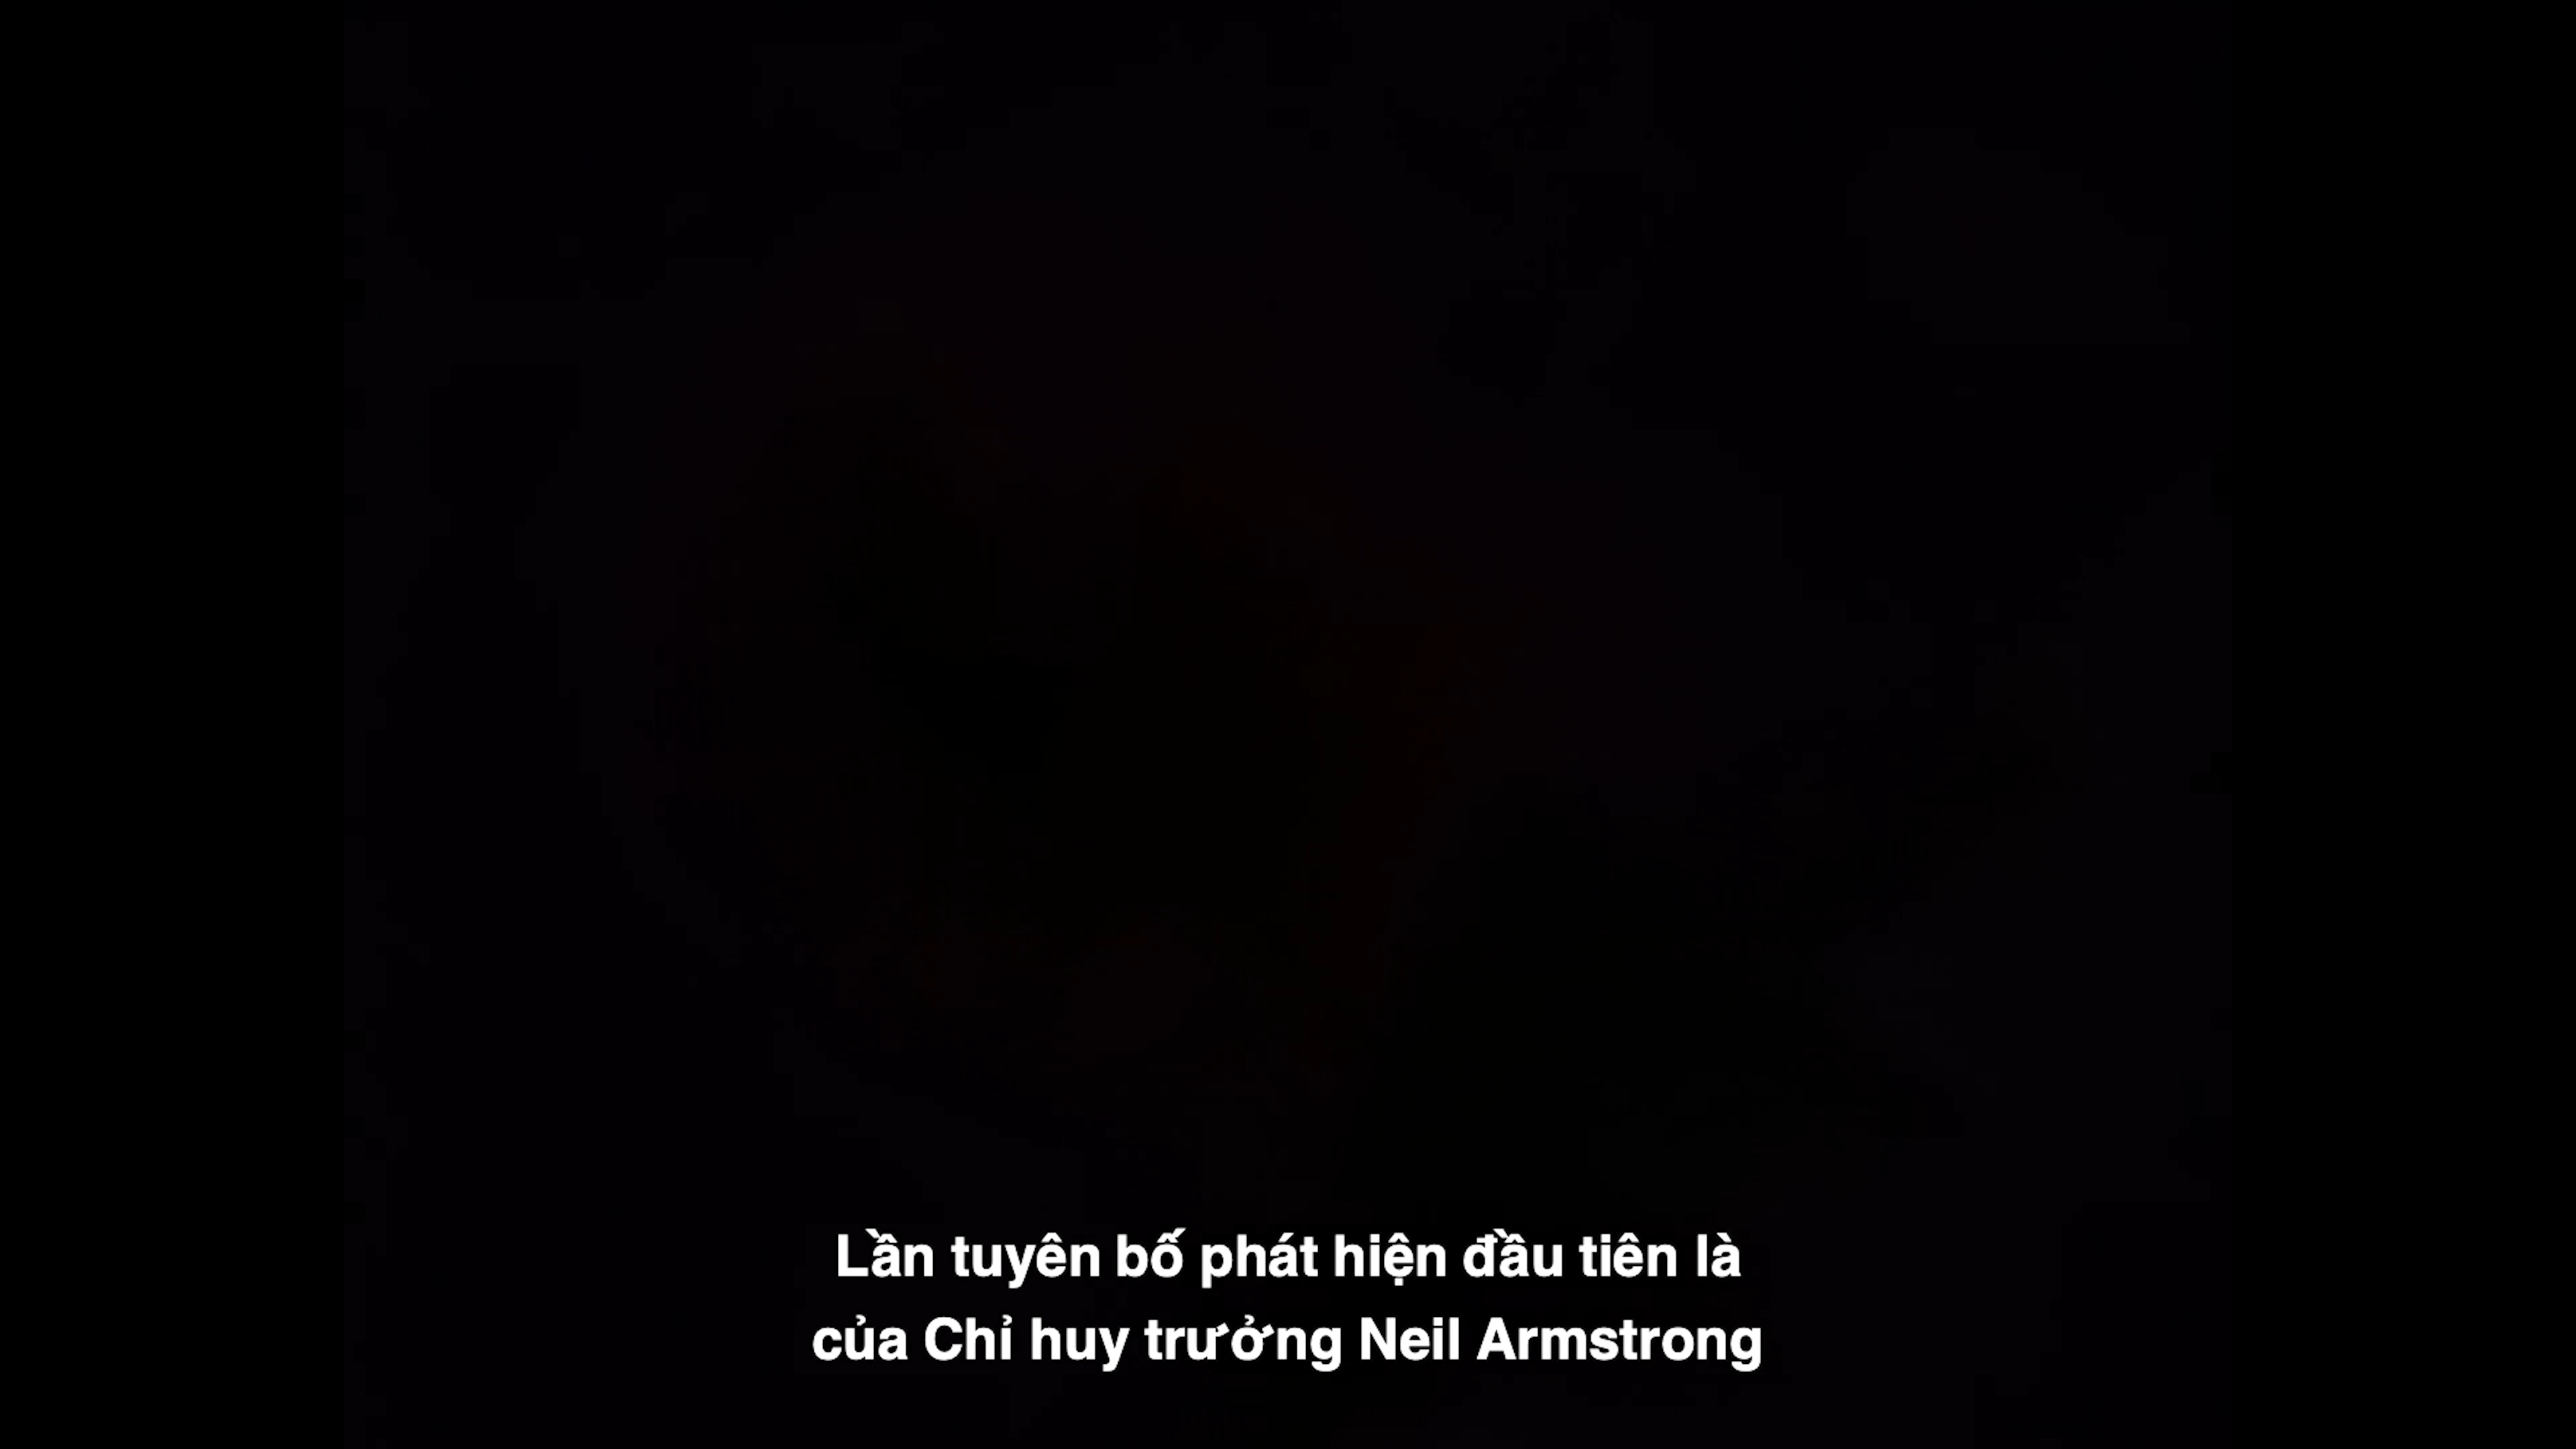 Lần tuyên bố phát hiện đầu tiên là
của Chỉ huy trưởng Neil Armstrong